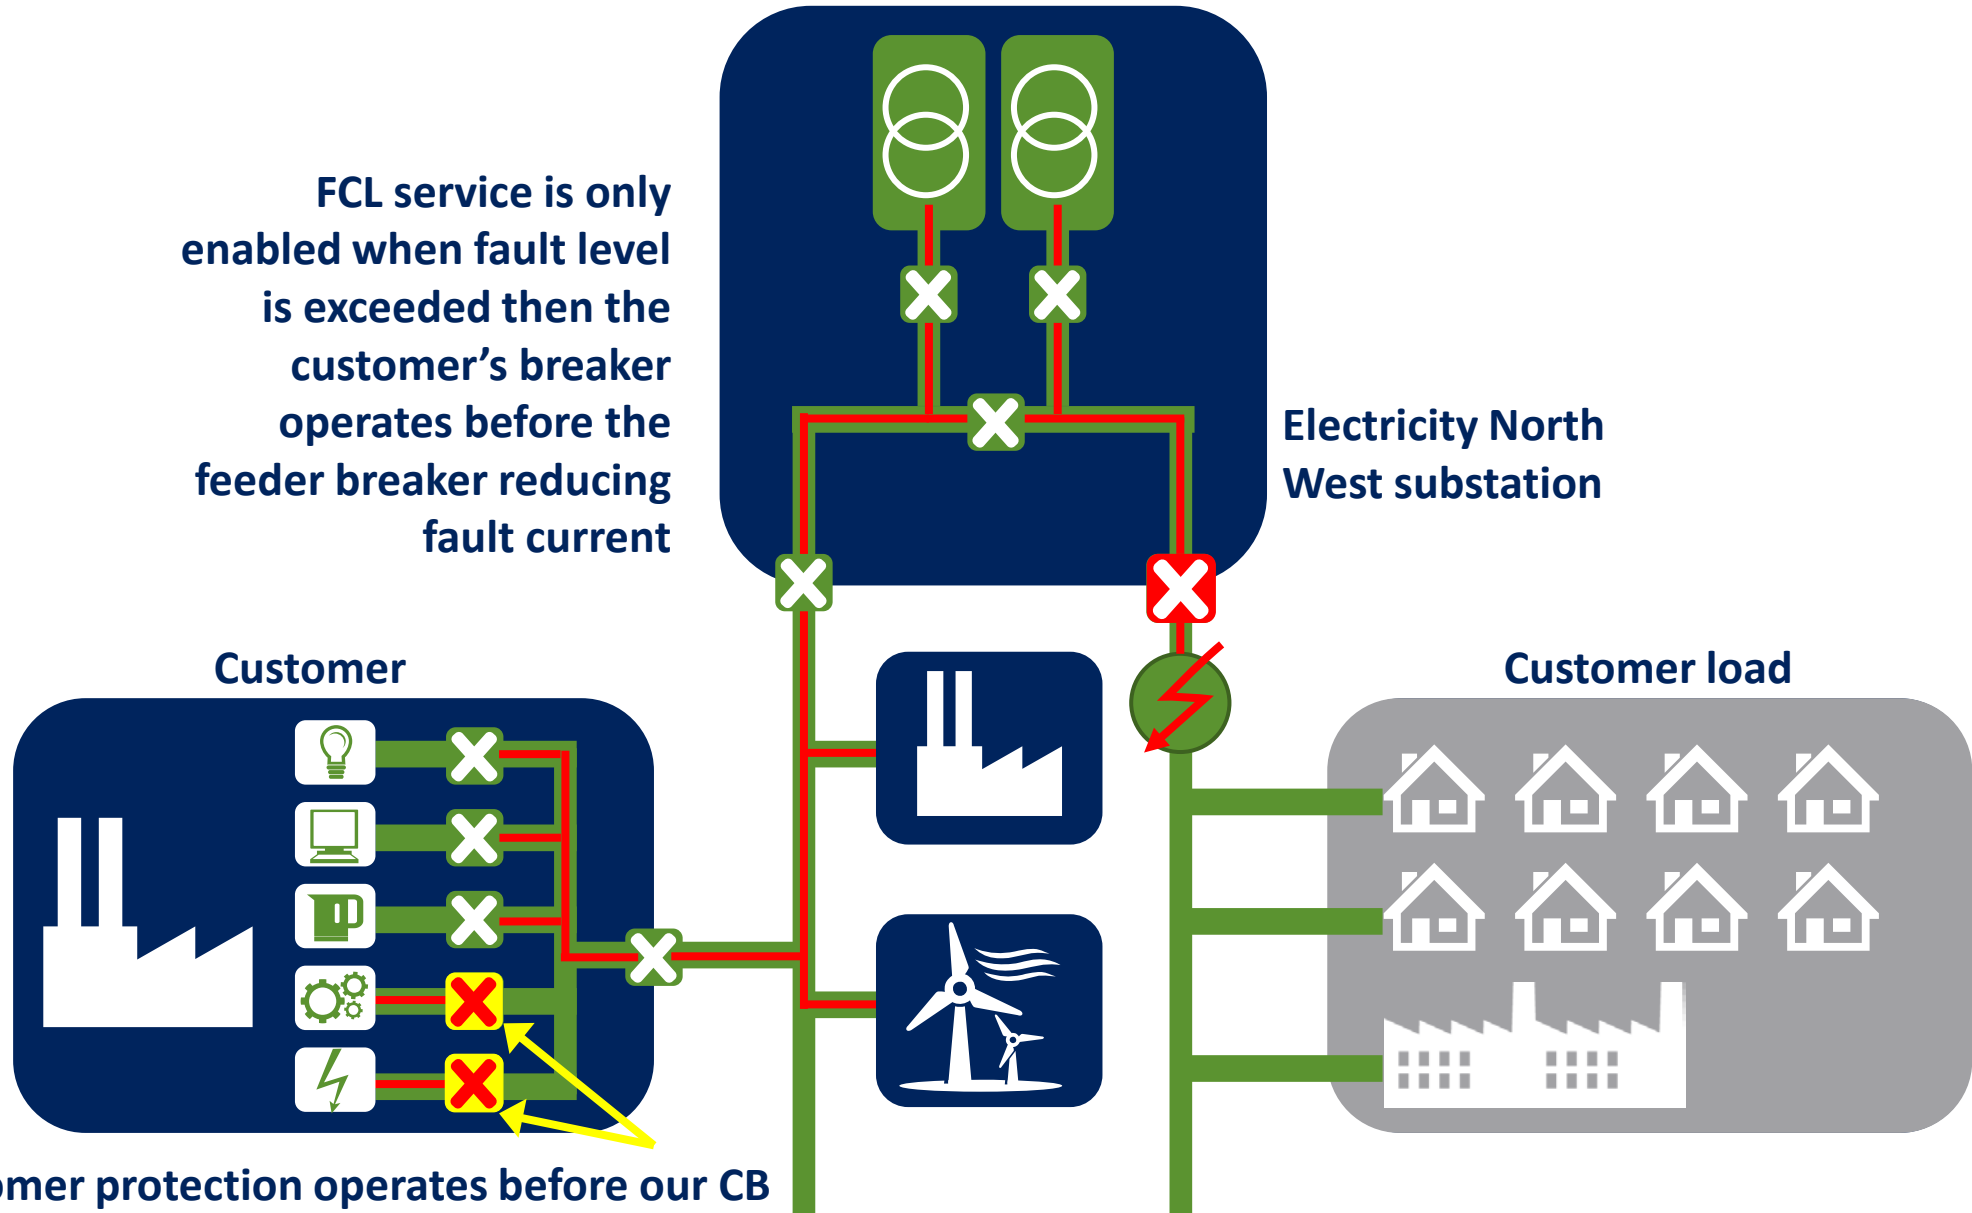 FCL service is only
enabled when fault level
is exceeded then the
customer's breaker
operates before the
feeder breaker reducing
fault current
Electricity North
West substation
Customer
Customer load
omer protection operates before our CB